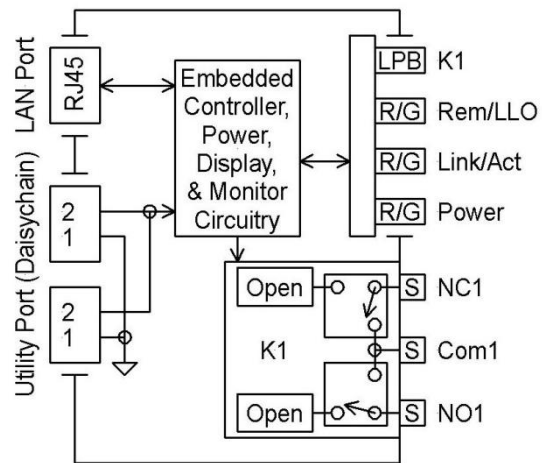 LAN Port
RJ45
Utility Port (Daisychain)
2
1
2
1
Embedded
Controller,
Power,
Display,
& Monitor
Circuitry
LPB K1
R/G Rem/LLO
R/G Link/Act
R/G Power
Open
K1
Open
S NC1
S Com1
S NO1